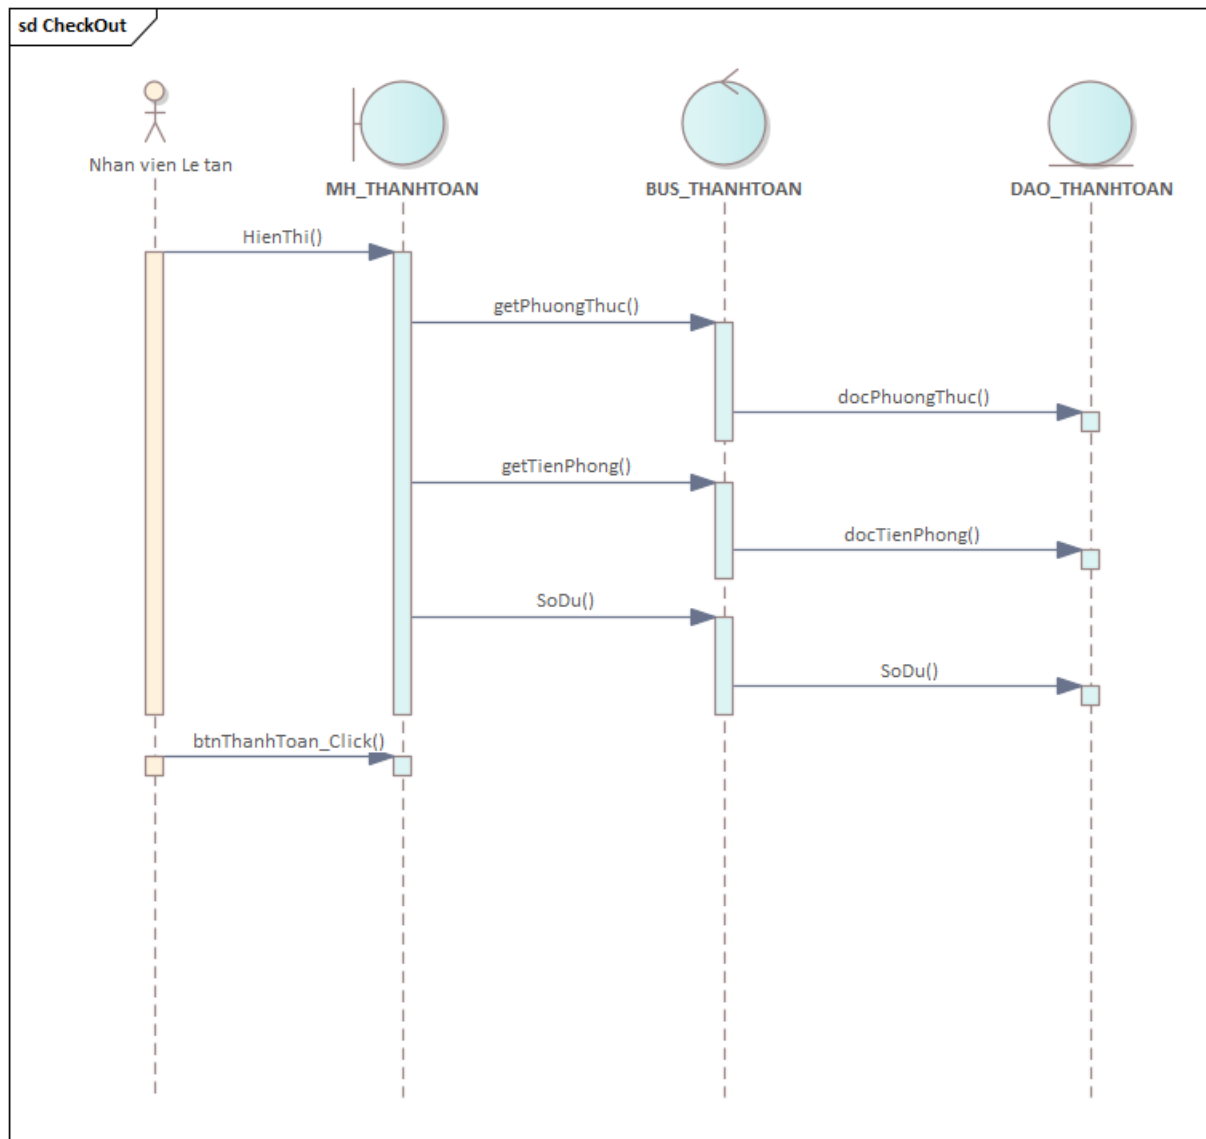 sd CheckOut
Nhan vien Le tan
MH_THANHTOAN
BUS_THANHTOAN
DAO_THANHTOAN
HienThi()
getPhuongThuc()
docPhuongThuc()
getTienPhong()
docTienPhong()
SoDu()
SoDu()
btnThanhToan_Click()